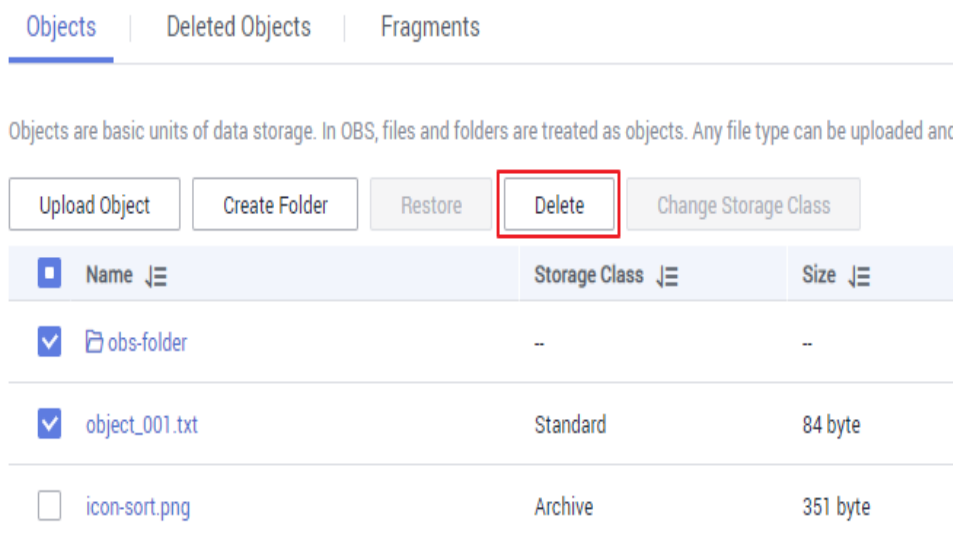 Objects Deleted Objects Fragments
Objects are basic units of data storage. In OBS, files and folders are treated as objects. Any file type can be uploaded and
Upload Object Create Folder Restore Delete Change Storage Class
Name Storage Class Size
obs-folder -- --
object_001.txt Standard 84 byte
icon-sort.png Archive 351 byte